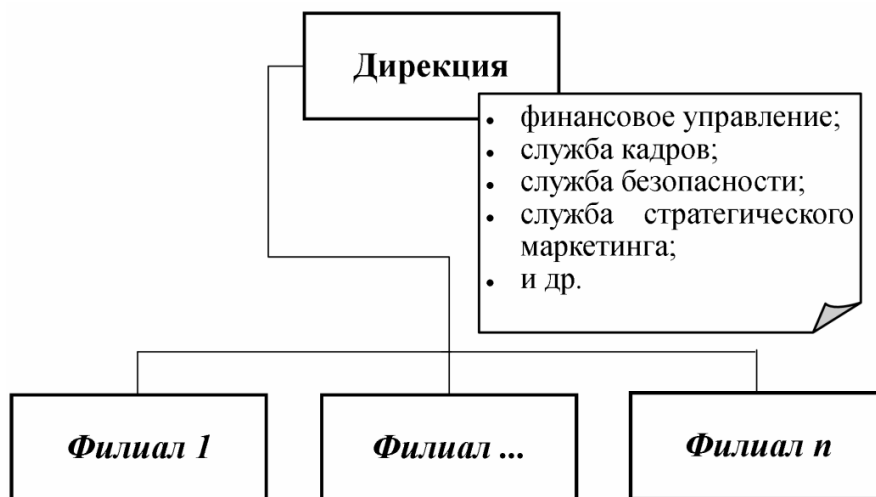 Дирекция
• финансовое управление;
• служба кадров;
• служба безопасности;
• служба стратегического
маркетинга;
• и др.
Филиал 1
Филиал ...
Филиал n